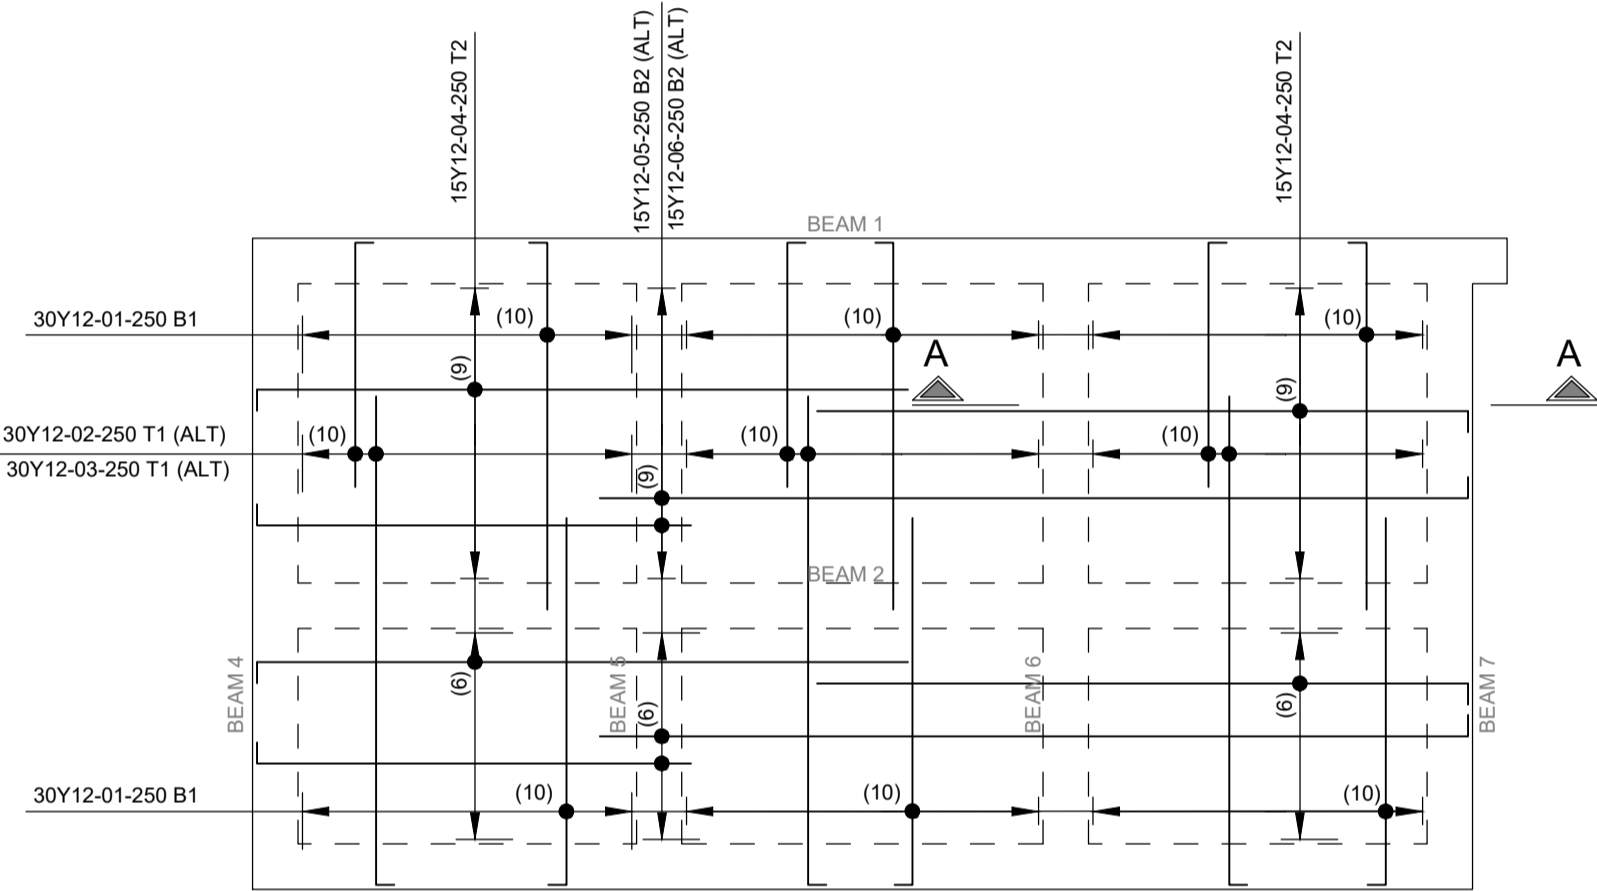 15Y12-04-250 T2
15Y12-05-250 B2 (ALT)
15Y12-06-250 B2 (ALT)
15Y12-04-250 T2
BEAM 1
30Y12-01-250 B1
(10)
(10)
(10)
A
A
(9)
(9)
30Y12-02-250 T1 (ALT)
30Y12-03-250 T1 (ALT)
(10)
(10)
(10)
(9)
BEAM 2
BEAM 4
BEAM 5
BEAM 6
BEAM 7
(6)
(6)
(6)
30Y12-01-250 B1
(10)
(10)
(10)